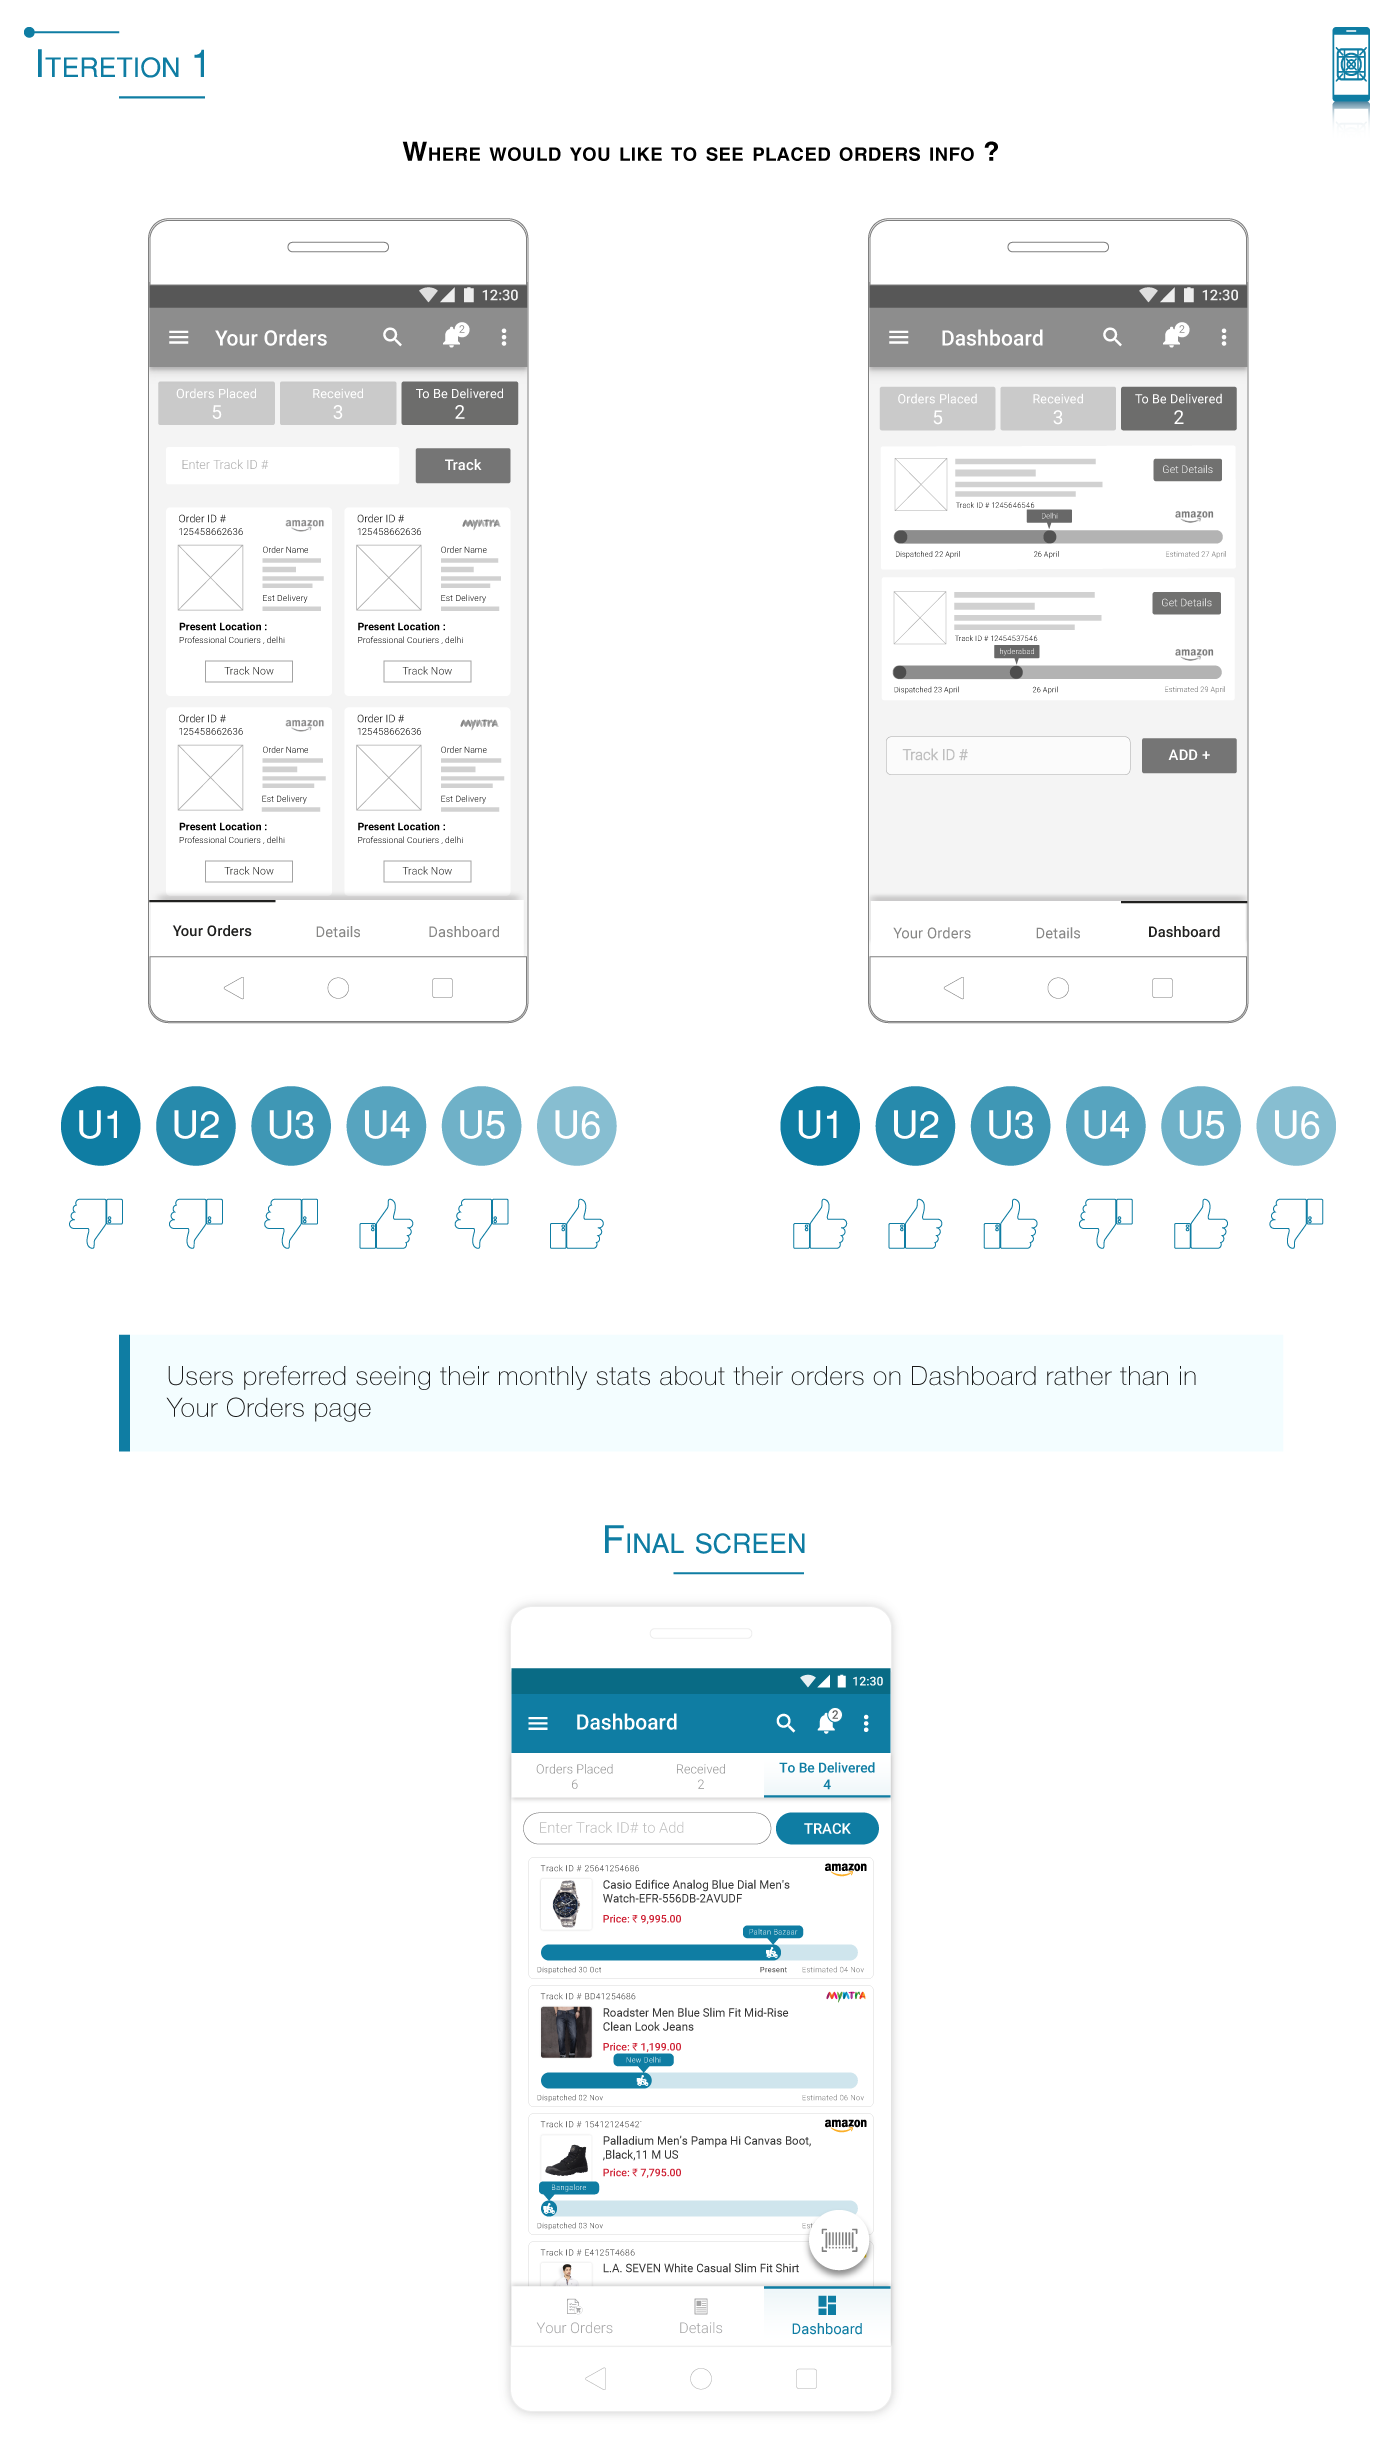 ITERETION 1
WHERE WOULD YOU LIKE TO SEE PLACED ORDERS INFO ?
12:30
Your Orders
2
Orders Placed Received To Be Delivered
5 3 2
Enter Track ID # Track
Order ID # amazon
125458662636
Order Name
Est Delivery
Present Location :
Professional Couriers , delhi
Track Now
Order ID # Myntra
125458662636
Order Name
Est Delivery
Present Location :
Professional Couriers , delhi
Track Now
Order ID # amazon
125458662636
Order Name
Est Delivery
Present Location :
Professional Couriers , delhi
Track Now
Order ID # Myntra
125458662636
Order Name
Est Delivery
Present Location :
Professional Couriers , delhi
Track Now
Your Orders Details Dashboard
12:30
Dashboard
2
Orders Placed Received To Be Delivered
5 3 2
Get Details
Track ID # 1245646546
Delhi
amazon
Dispatched 22 April 26 April Estimated 27 April
Get Details
Track ID # 12454537546
hyderabad
amazon
Dispatched 23 April 26 April Estimated 29 April
Track ID # ADD +
Your Orders Details Dashboard
U1 U2 U3 U4 U5 U6
U1 U2 U3 U4 U5 U6
Users preferred seeing their monthly stats about their orders on Dashboard rather than in
Your Orders page
FINAL SCREEN
12:30
Dashboard
2
Orders Placed Received To Be Delivered
6 2 4
Enter Track ID# to Add TRACK
Track ID # 25641254686 amazon
Casio Edifice Analog Blue Dial Men's
Watch-EFR-556DB-2AVUDF
Price: ₹ 9,995.00
Paltan Bazaar
Dispatched 30 Oct Present Estimated 04 Nov
Track ID # BD41254686 Myntra
Roadster Men Blue Slim Fit Mid-Rise
Clean Look Jeans
Price: ₹ 1,199.00
New Delhi
Dispatched 02 Nov Estimated 06 Nov
Track ID # 15412124542 amazon
Palladium Men's Pampa Hi Canvas Boot,
,Black,11 M US
Price: ₹ 7,795.00
Bangalore
Dispatched 03 Nov
Track ID # E4125T4686
L.A. SEVEN White Casual Slim Fit Shirt
Your Orders Details Dashboard